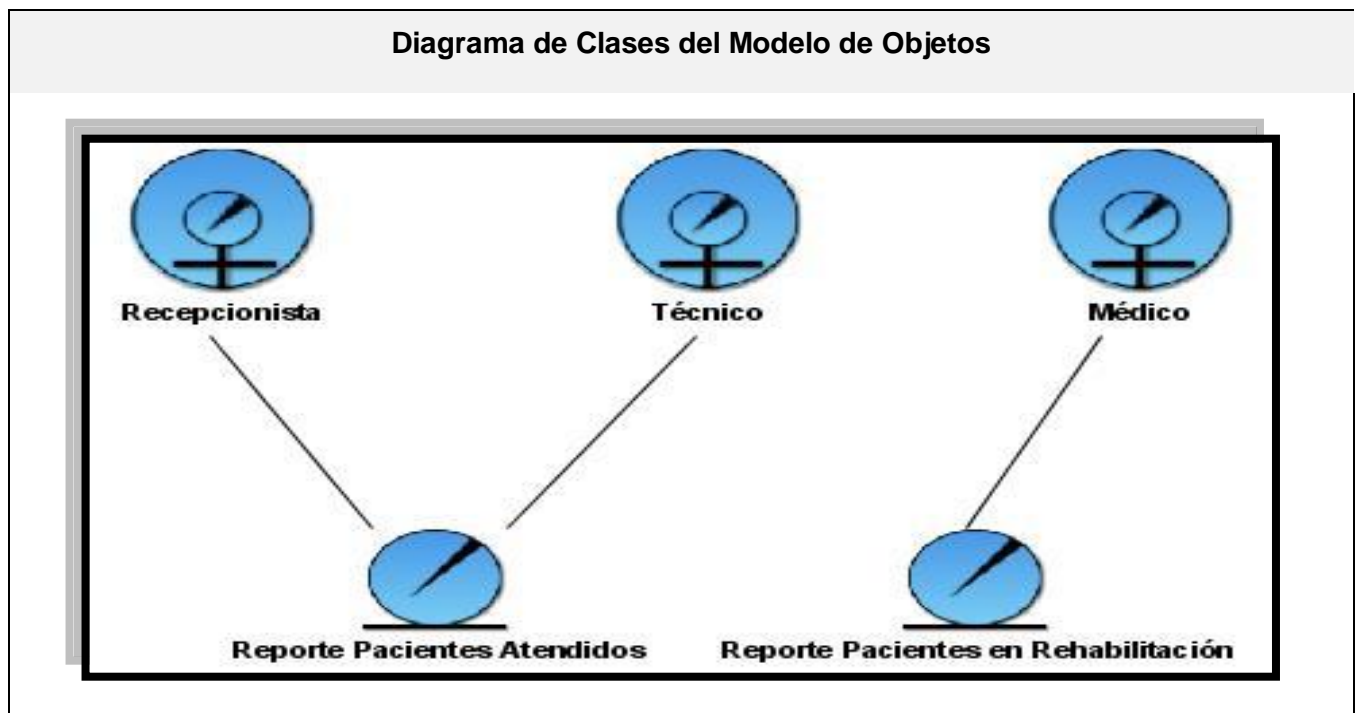 Diagrama de Clases del Modelo de Objetos
Recepcionista
Técnico
Médico
Reporte Pacientes Atendidos
Reporte Pacientes en Rehabilitación